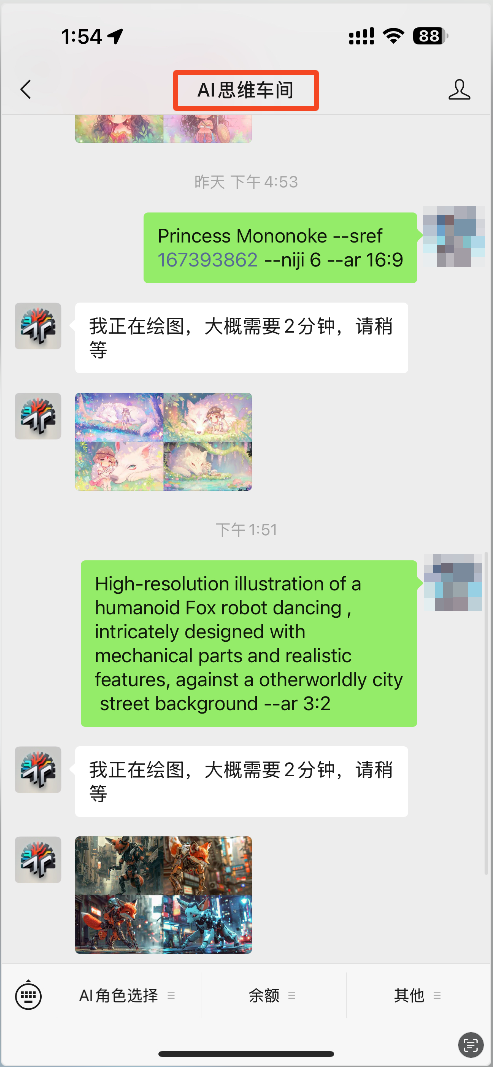 1:54
88
AI思维车间
昨天 下午4:53
Princess Mononoke --sref
167393862 --niji 6 --ar 16:9
我正在绘图，大概需要2分钟，请稍
等
下午1:51
High-resolution illustration of a
humanoid Fox robot dancing ,
intricately designed with
mechanical parts and realistic
features, against a otherworldly city
street background --ar 3:2
我正在绘图，大概需要2分钟，请稍
等
AI角色选择
余额
其他